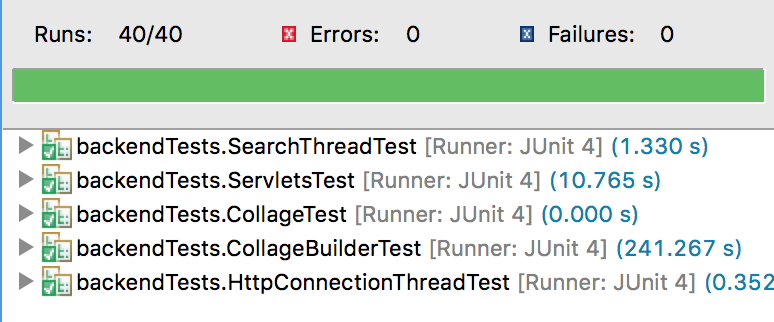 Runs: 40/40 Errors: 0 Failures: 0
backendTests.SearchThreadTest [Runner: JUnit 4] (1.330 s)
backendTests.ServletsTest [Runner: JUnit 4] (10.765 s)
backendTests.CollageTest [Runner: JUnit 4] (0.000 s)
backendTests.CollageBuilderTest [Runner: JUnit 4] (241.267 s)
backendTests.HttpConnectionThreadTest [Runner: JUnit 4] (0.352